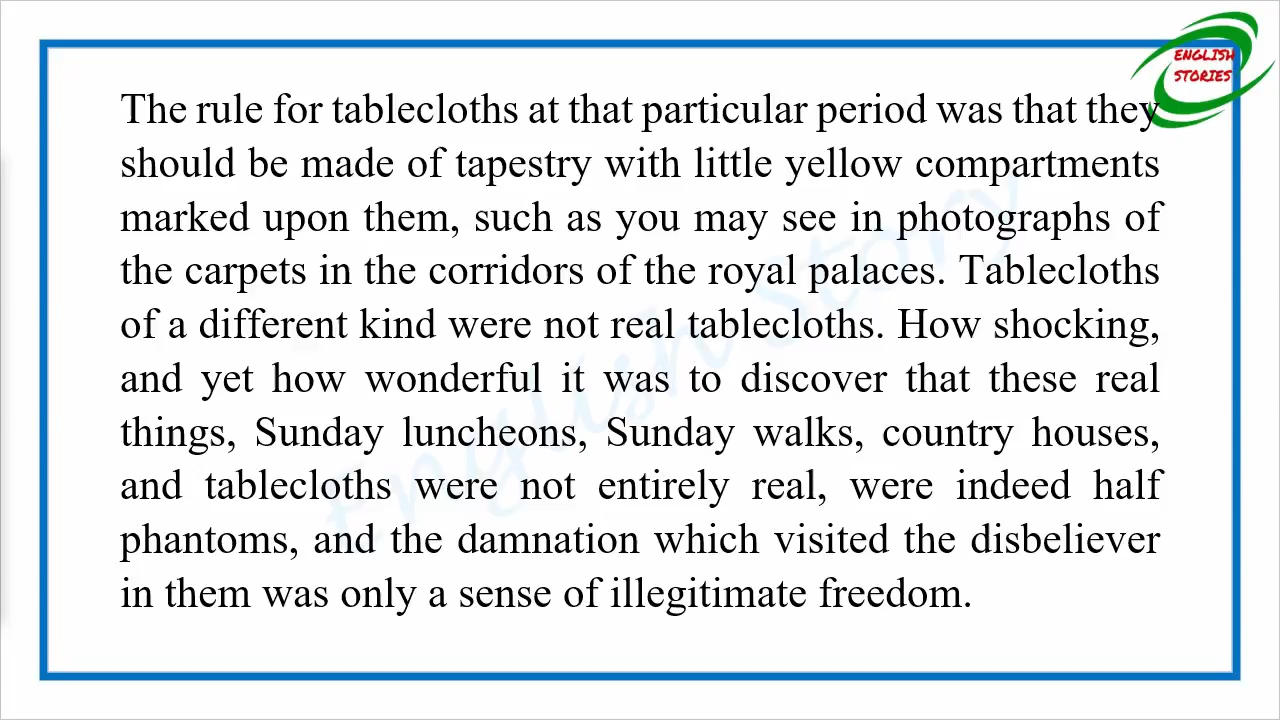 ENGLISH
STORIES
The rule for tablecloths at that particular period was that they
should be made of tapestry with little yellow compartments
marked upon them, such as you may see in photographs of
the carpets in the corridors of the royal palaces. Tablecloths
of a different kind were not real tablecloths. How shocking,
and yet how wonderful it was to discover that these real
things, Sunday luncheons, Sunday walks, country houses,
and tablecloths were not entirely real, were indeed half
phantoms, and the damnation which visited the disbeliever
in them was only a sense of illegitimate freedom.
English Story